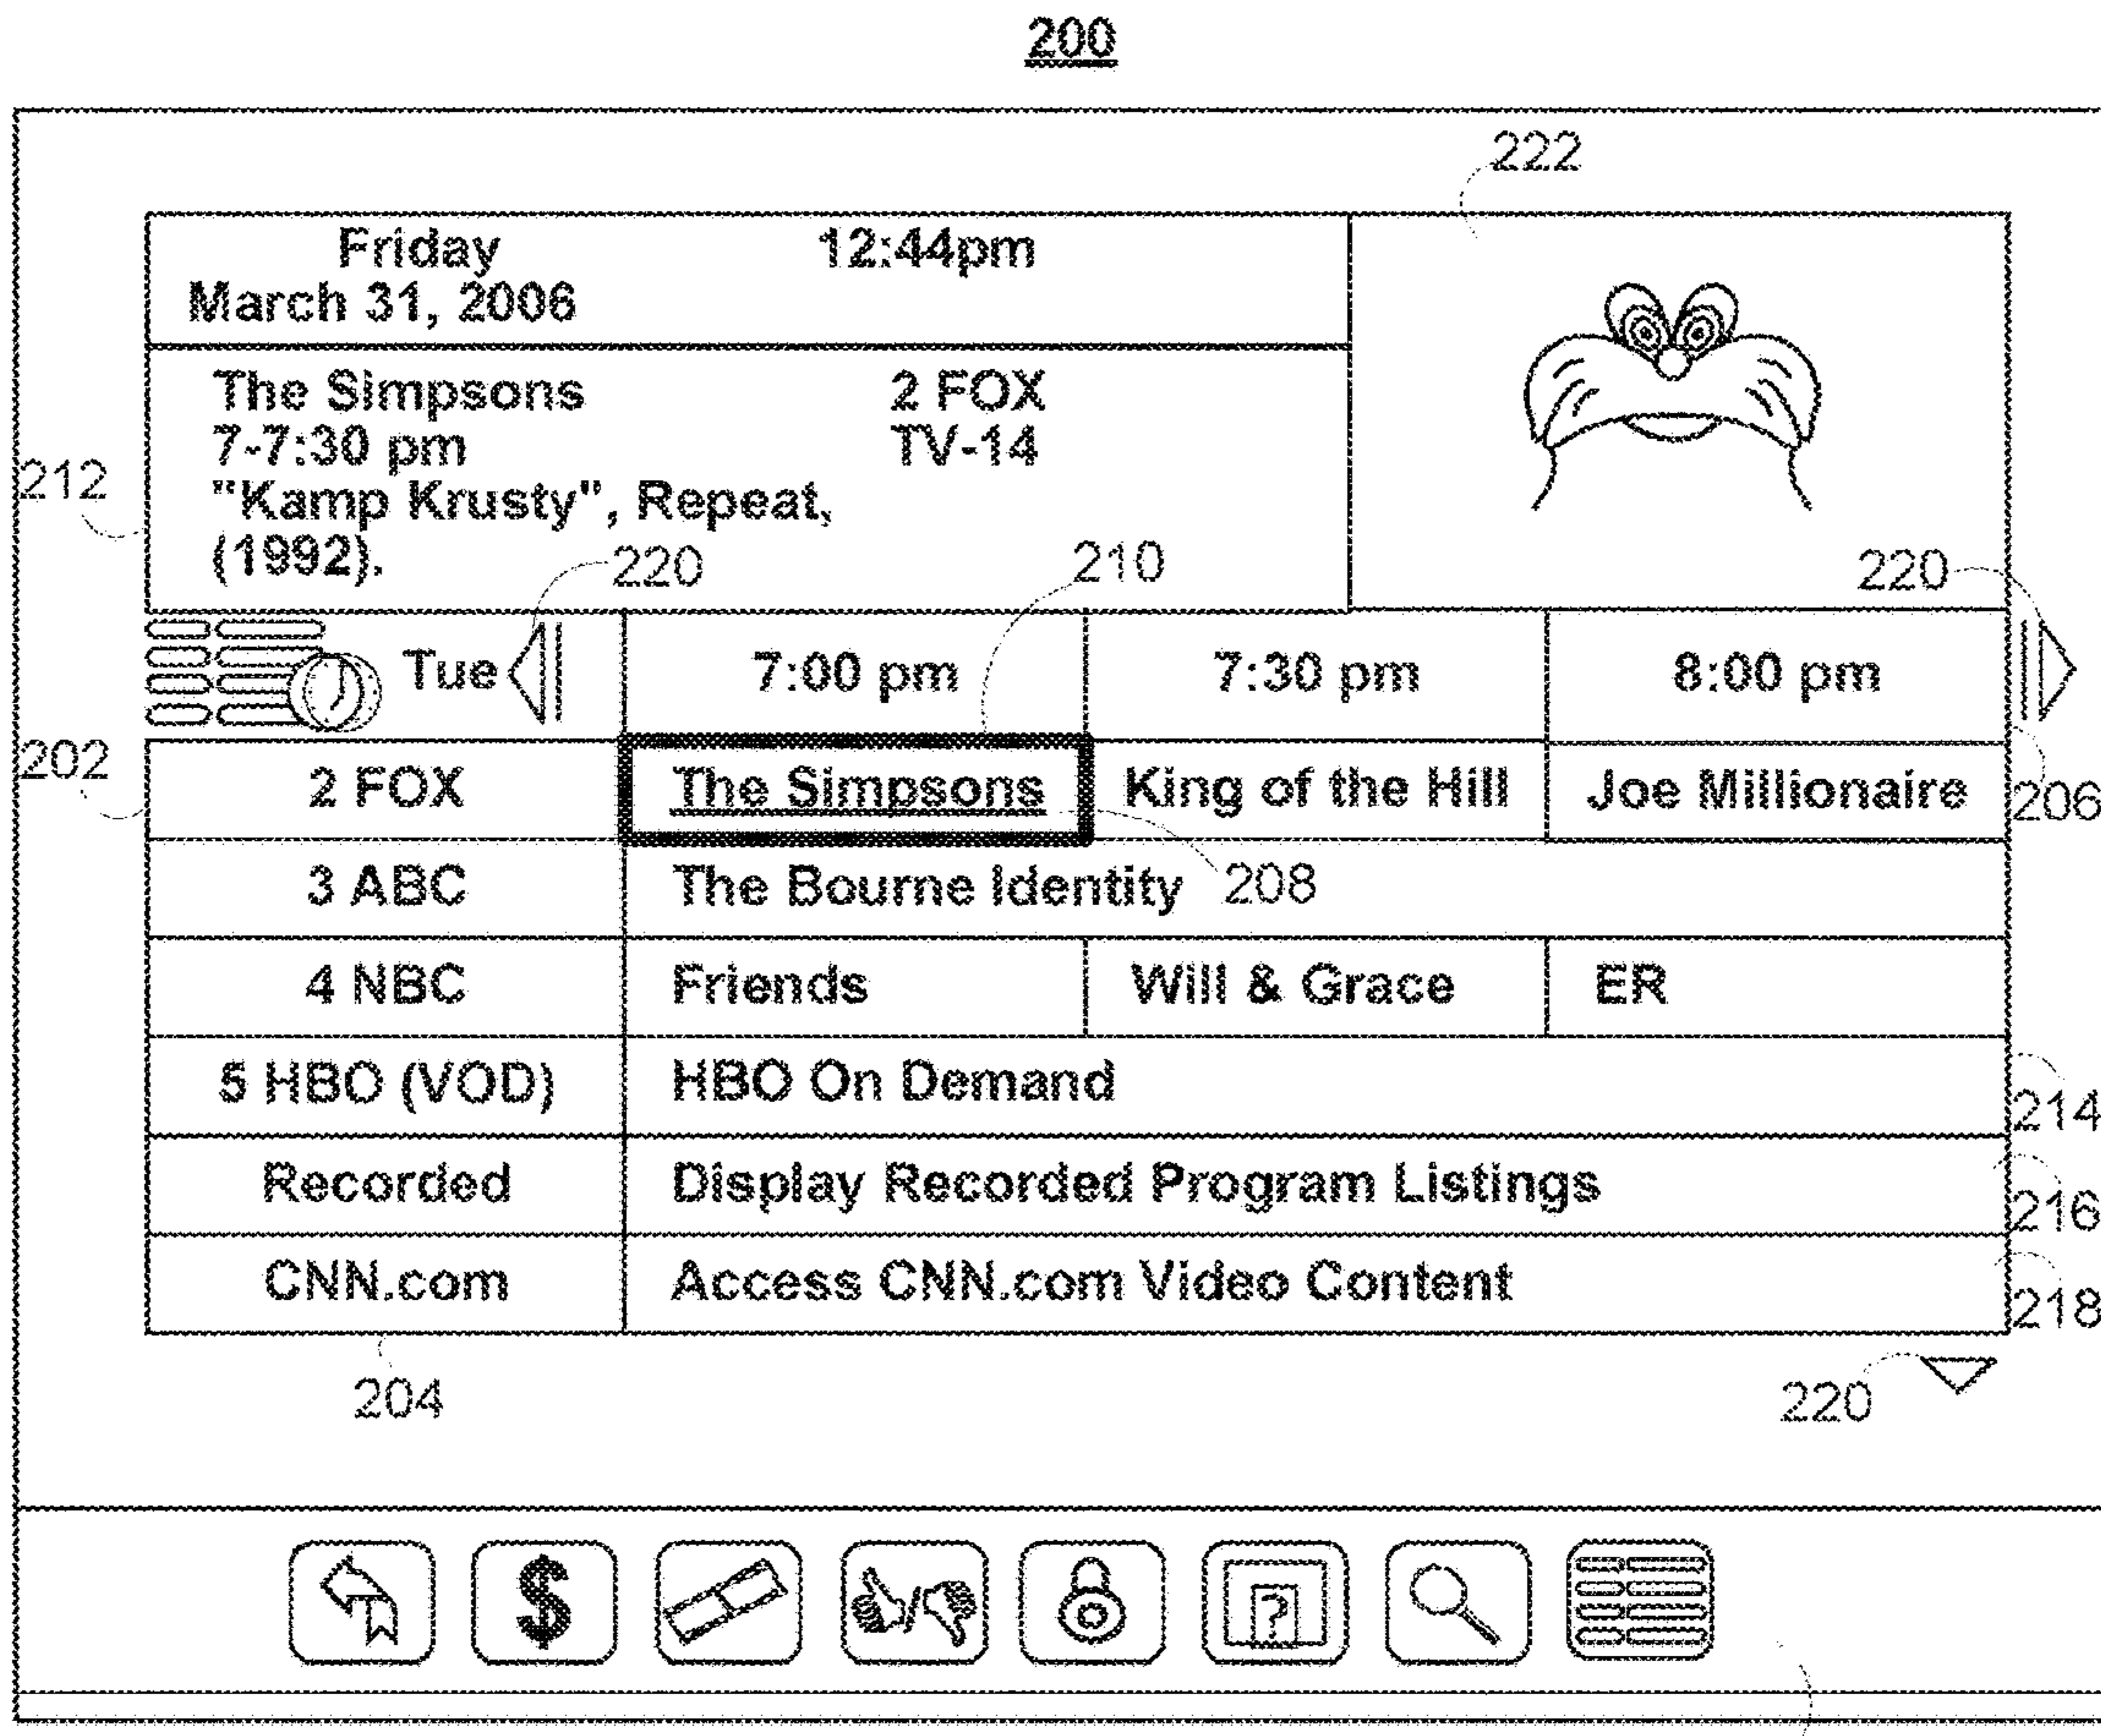 200
222
Friday 12:44pm
March 31, 2006
The Simpsons 2 FOX
7-7:30 pm TV-14
212
"Kamp Krusty", Repeat,
(1992).
220 210 220
Tue 7:00 pm 7:30 pm 8:00 pm
202
2 FOX The Simpsons King of the Hill Joe Millionaire
206
3 ABC The Bourne Identity 208
4 NBC Friends Will & Grace ER
5 HBO (VOD) HBO On Demand
214
Recorded Display Recorded Program Listings
216
CNN.com Access CNN.com Video Content
218
204 220
$ ?